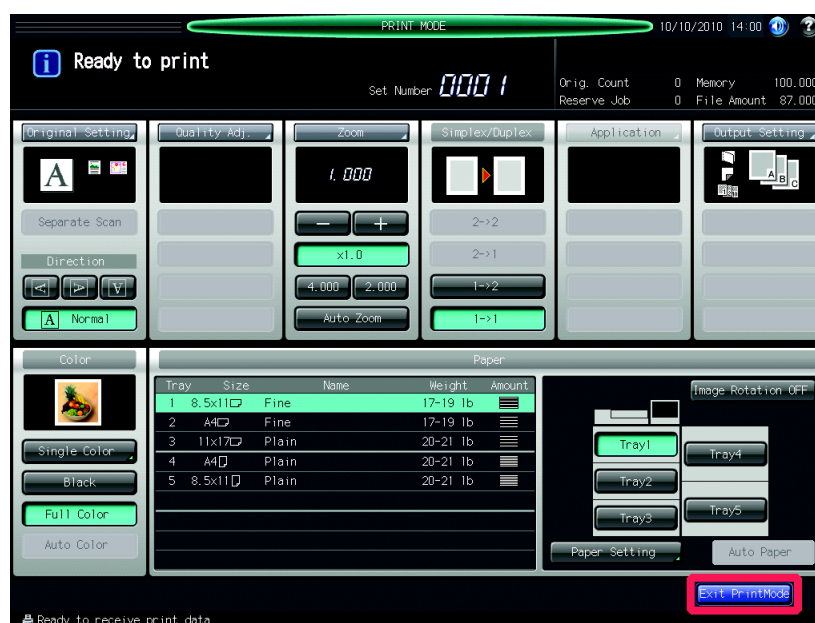 PRINT MODE
10/10/2010 14:00
Ready to print
Set Number 0001
Orig. Count 0 Memory 100.000
Reserve Job 0 File Amount 87.000
Original Setting Quality Adj. Zoom Simplex/Duplex Application Output Setting
A 1.000 A B C
Separate Scan − + 2->2
Direction x1.0 2->1
A A A 4.000 2.000 1->2
A Normal Auto Zoom 1->1
Color Paper
Tray Size Name Weight Amount
Image Rotation OFF
1 8.5x11 Fine 17-19 lb
2 A4 Fine 17-19 lb
3 11x17 Plain 20-21 lb
4 A4 Plain 20-21 lb
5 8.5x11 Plain 20-21 lb
Single Color
Black
Full Color
Auto Color
Tray1 Tray4
Tray2
Tray3 Tray5
Paper Setting Auto Paper
Exit PrintMode
Ready to receive print data